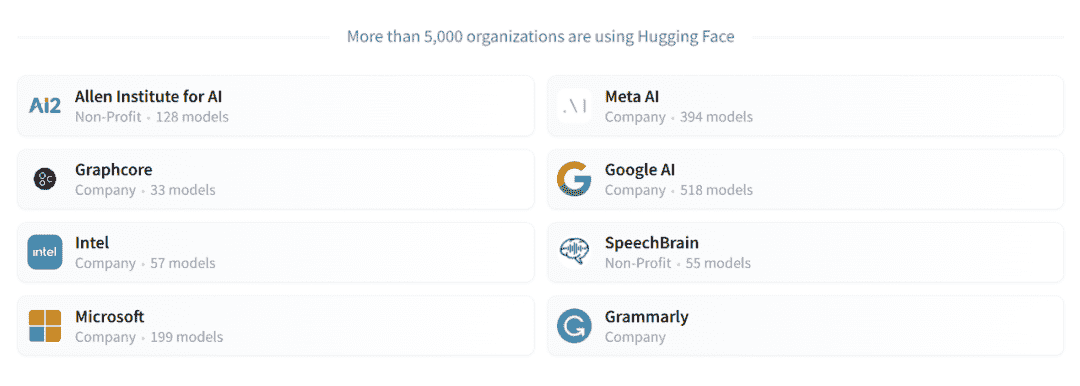 More than 5,000 organizations are using Hugging Face
AI2
Allen Institute for AI
Non-Profit • 128 models
.\I
Meta AI
Company • 394 models
Graphcore
Company • 33 models
G
Google AI
Company • 518 models
intel
Intel
Company • 57 models
SpeechBrain
Non-Profit • 55 models
Microsoft
Company • 199 models
G
Grammarly
Company